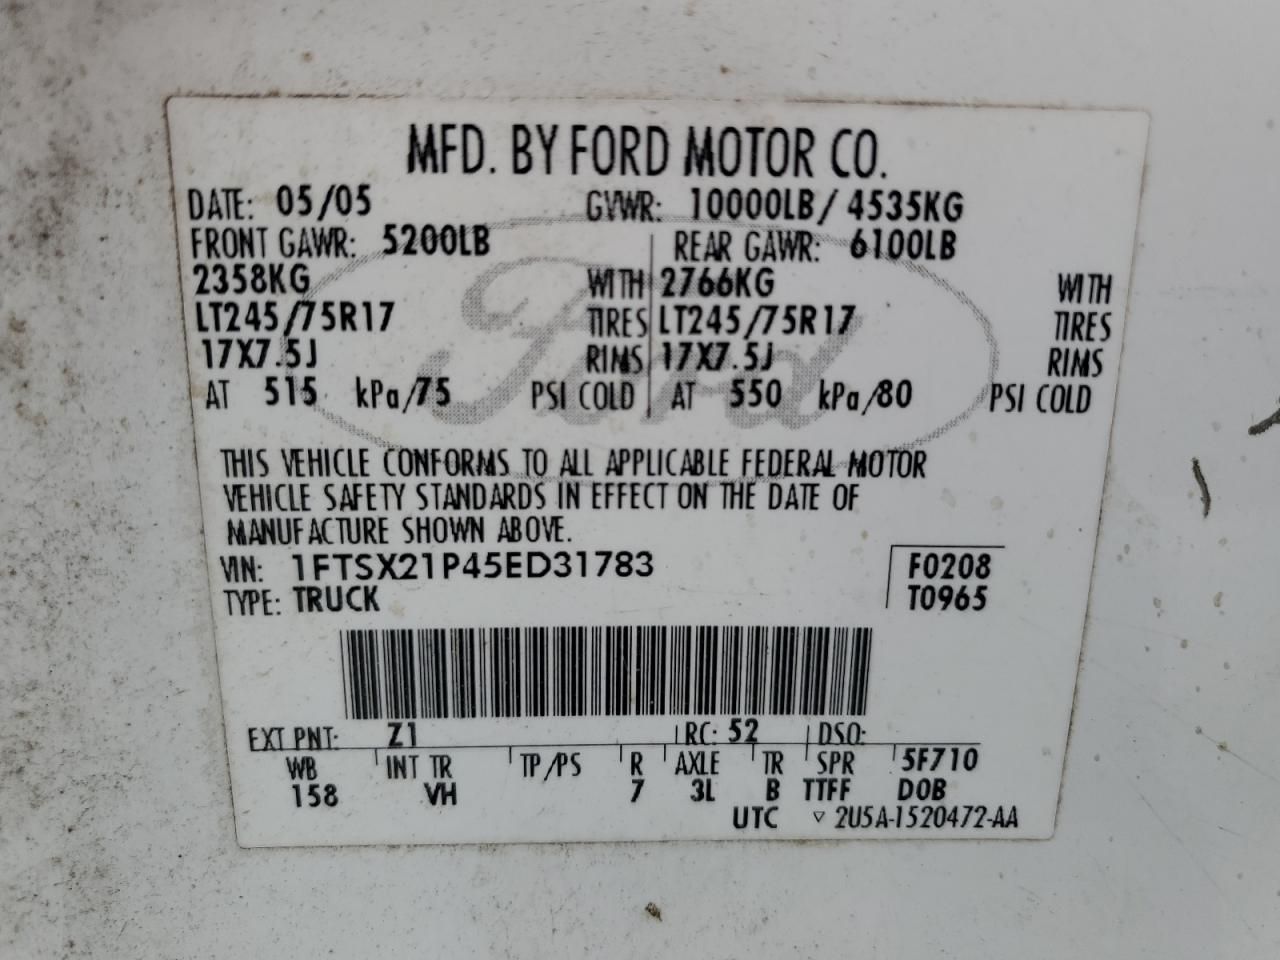 MFD. BY FORD MOTOR CO.
DATE: 05/05 GVWR: 10000LB/4535KG
FRONT GAWR: 5200LB REAR GAWR: 6100LB
2358KG WITH 2766KG WITH
LT245/75R17 TIRES LT245/75R17 TIRES
17X7.5J RIMS 17X7.5J RIMS
AT 515 kPa/75 PSI COLD AT 550 kPa/80 PSI COLD
Ford
THIS VEHICLE CONFORMS TO ALL APPLICABLE FEDERAL MOTOR
VEHICLE SAFETY STANDARDS IN EFFECT ON THE DATE OF
MANUFACTURE SHOWN ABOVE.
VIN: 1FTSX21P45ED31783 F0208
TYPE: TRUCK T0965
EXT PNT: Z1 RC: 52 DSO:
WB INT TR TP/PS R AXLE TR SPR 5F710
158 VH 7 3L B TTFF DOB
UTC ▽ 2U5A-1520472-AA